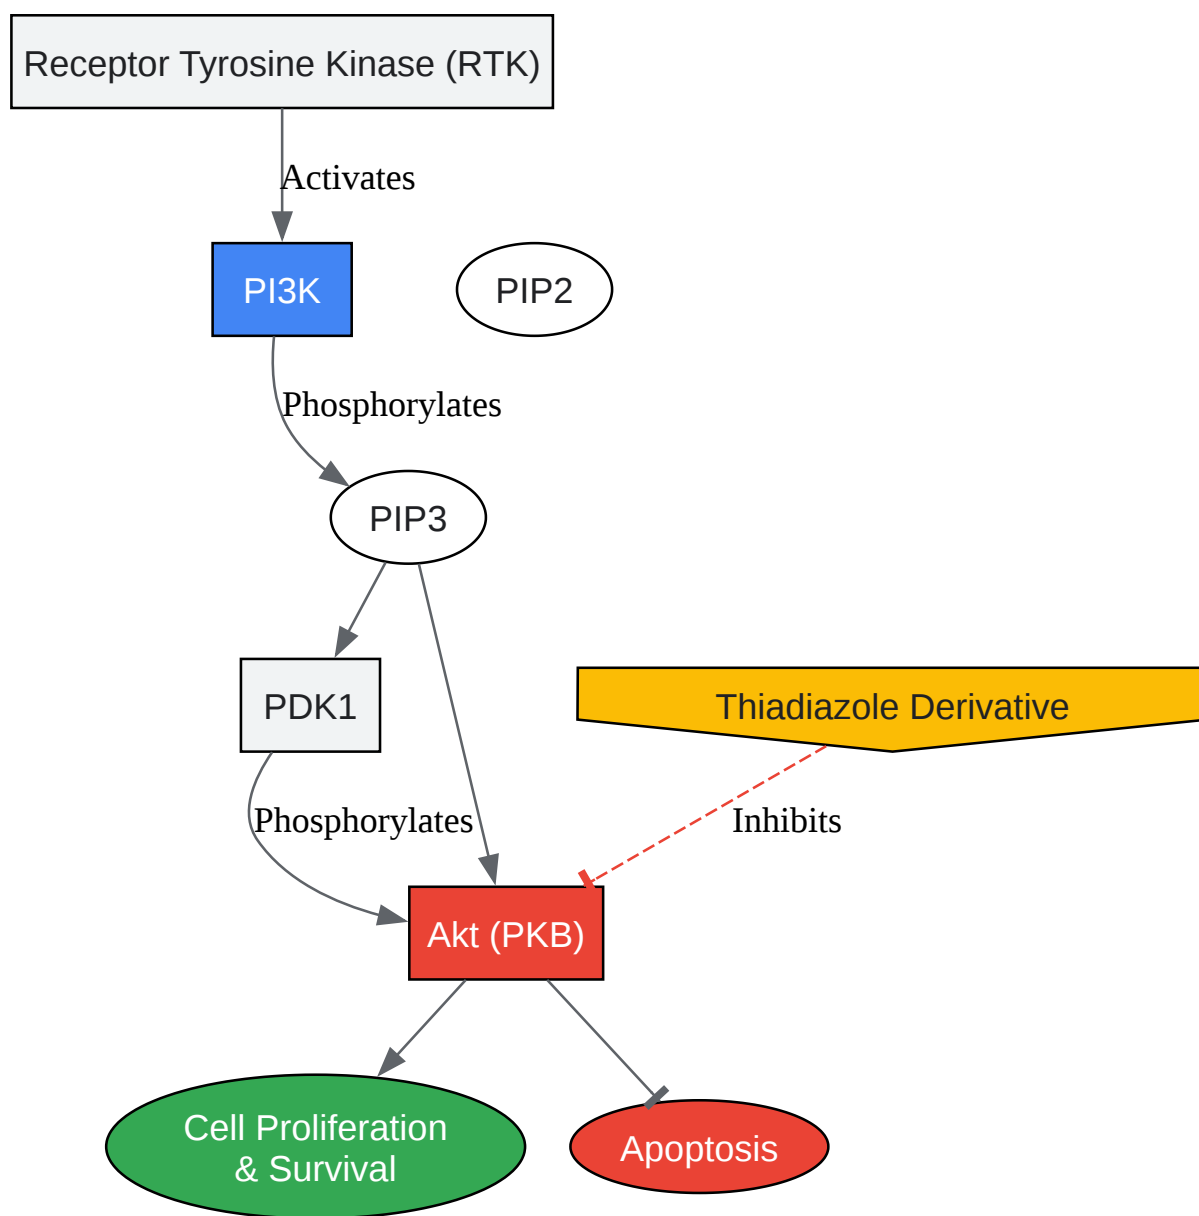 Receptor Tyrosine Kinase (RTK)
Activates
PI3K
PIP2
Phosphorylates
PIP3
PDK1
Thiadiazole Derivative
Phosphorylates
Inhibits
Akt (PKB)
Cell Proliferation
& Survival
Apoptosis